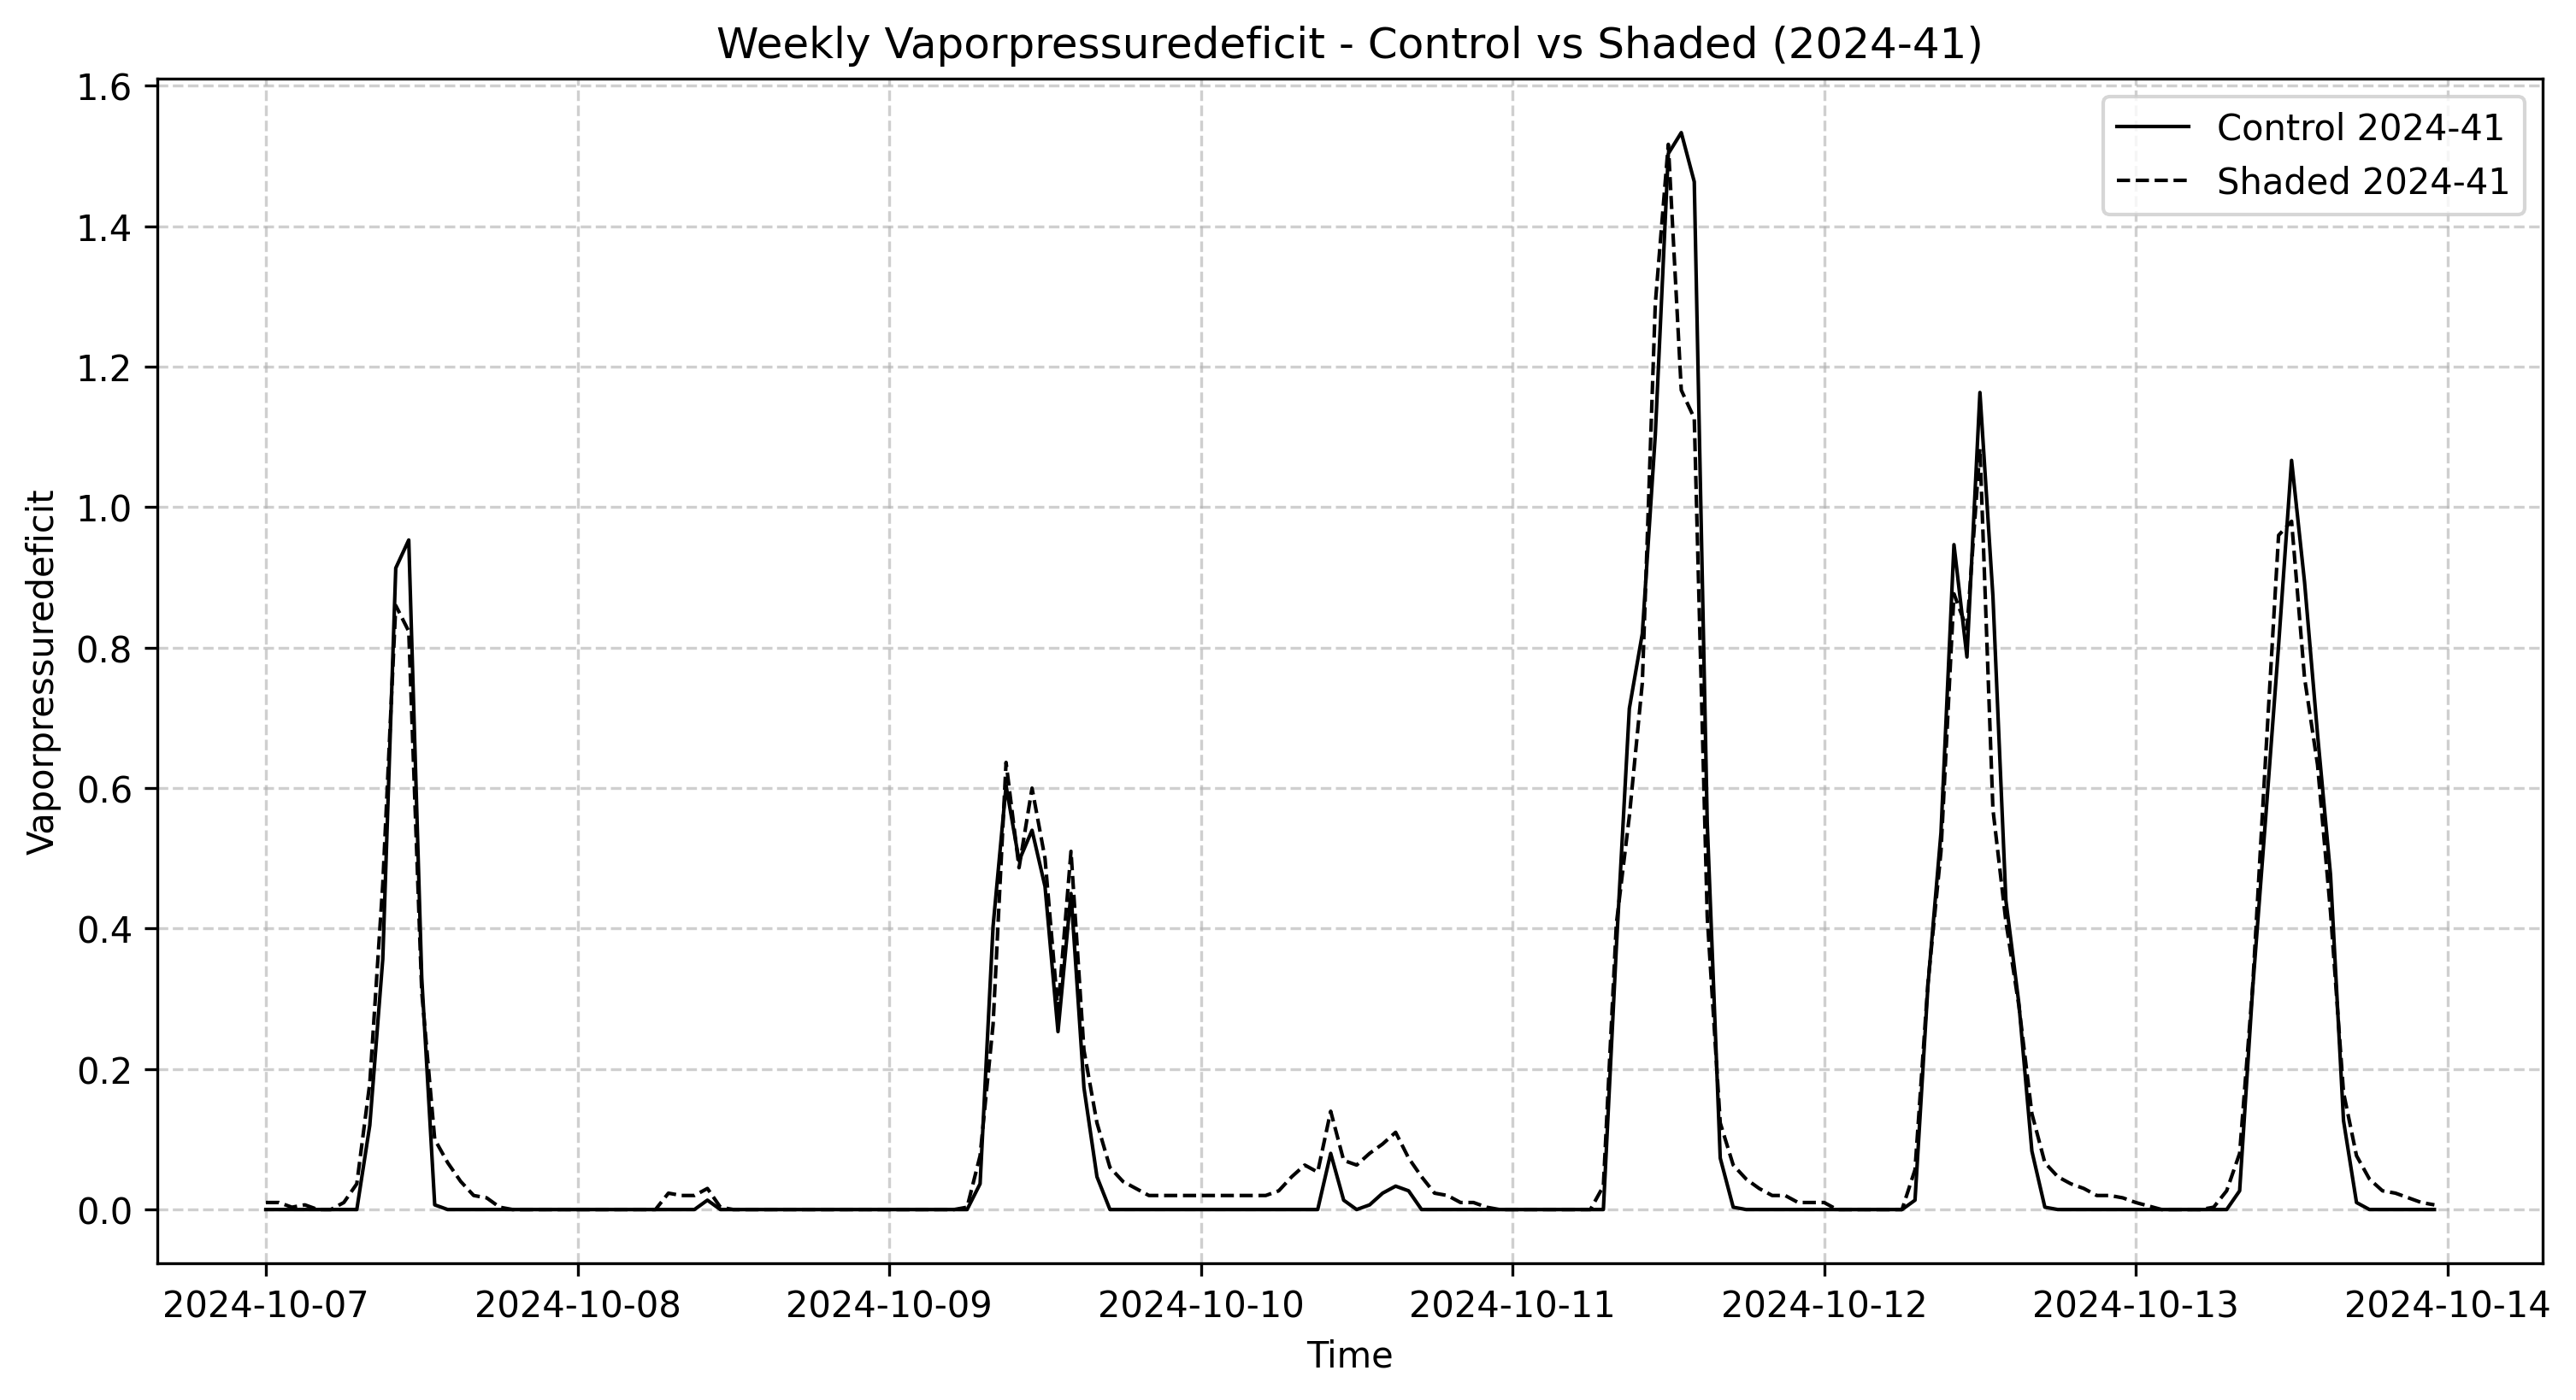 Weekly Vaporpressuredeficit - Control vs Shaded (2024-41)
Control 2024-41
Shaded 2024-41
Vaporpressuredeficit
1.6
1.4
1.2
1.0
0.8
0.6
0.4
0.2
0.0
2024-10-07 2024-10-08 2024-10-09 2024-10-10 2024-10-11 2024-10-12 2024-10-13 2024-10-14
Time